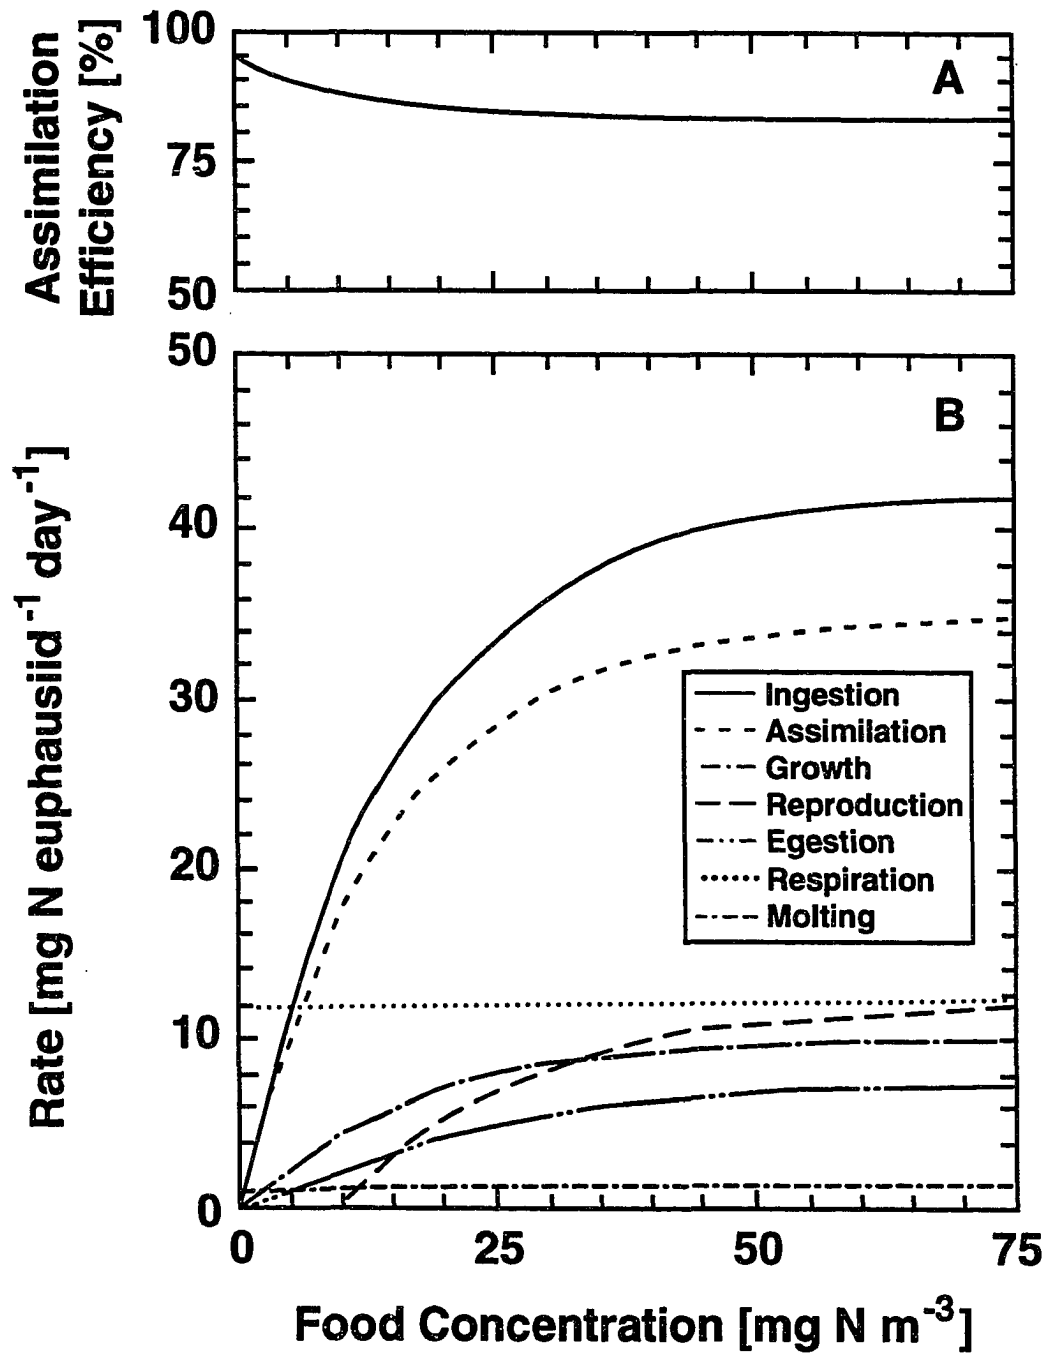 Assimilation
Efficiency [%]
100
75
50
A
50
40
30
20
10
0
B
Rate [mg N euphausiid⁻¹ day⁻¹]
Ingestion
Assimilation
Growth
Reproduction
Egestion
Respiration
Molting
0 25 50 75
Food Concentration [mg N m⁻³]